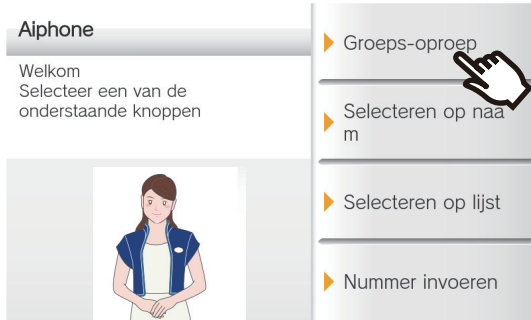 Aiphone
Welkom
Selecteer een van de
onderstaande knoppen
Groeps-oproep
Selecteren op naa
m
Selecteren op lijst
Nummer invoeren